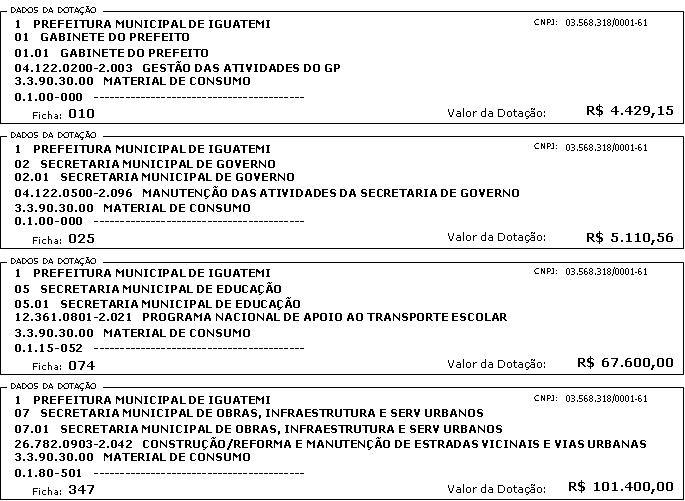 DADOS DA DOTAÇÃO
1 PREFEITURA MUNICIPAL DE IGUATEMI CNPJ: 03.568.318/0001-61
01 GABINETE DO PREFEITO
01.01 GABINETE DO PREFEITO
04.122.0200-2.003 GESTÃO DAS ATIVIDADES DO GP
3.3.90.30.00 MATERIAL DE CONSUMO
0.1.00-000 ----------------------------------------
Ficha: 010 Valor da Dotação: R$ 4.429,15
DADOS DA DOTAÇÃO
1 PREFEITURA MUNICIPAL DE IGUATEMI CNPJ: 03.568.318/0001-61
02 SECRETARIA MUNICIPAL DE GOVERNO
02.01 SECRETARIA MUNICIPAL DE GOVERNO
04.122.0500-2.096 MANUTENÇÃO DAS ATIVIDADES DA SECRETARIA DE GOVERNO
3.3.90.30.00 MATERIAL DE CONSUMO
0.1.00-000 ----------------------------------------
Ficha: 025 Valor da Dotação: R$ 5.110,56
DADOS DA DOTAÇÃO
1 PREFEITURA MUNICIPAL DE IGUATEMI CNPJ: 03.568.318/0001-61
05 SECRETARIA MUNICIPAL DE EDUCAÇÃO
05.01 SECRETARIA MUNICIPAL DE EDUCAÇÃO
12.361.0801-2.021 PROGRAMA NACIONAL DE APOIO AO TRANSPORTE ESCOLAR
3.3.90.30.00 MATERIAL DE CONSUMO
0.1.15-052 ----------------------------------------
Ficha: 074 Valor da Dotação: R$ 67.600,00
DADOS DA DOTAÇÃO
1 PREFEITURA MUNICIPAL DE IGUATEMI CNPJ: 03.568.318/0001-61
07 SECRETARIA MUNICIPAL DE OBRAS, INFRAESTRUTURA E SERV URBANOS
07.01 SECRETARIA MUNICIPAL DE OBRAS, INFRAESTRUTURA E SERV URBANOS
26.782.0903-2.042 CONSTRUÇÃO/REFORMA E MANUTENÇÃO DE ESTRADAS VICINAIS E VIAS URBANAS
3.3.90.30.00 MATERIAL DE CONSUMO
0.1.80-501 ----------------------------------------
Ficha: 347 Valor da Dotação: R$ 101.400,00